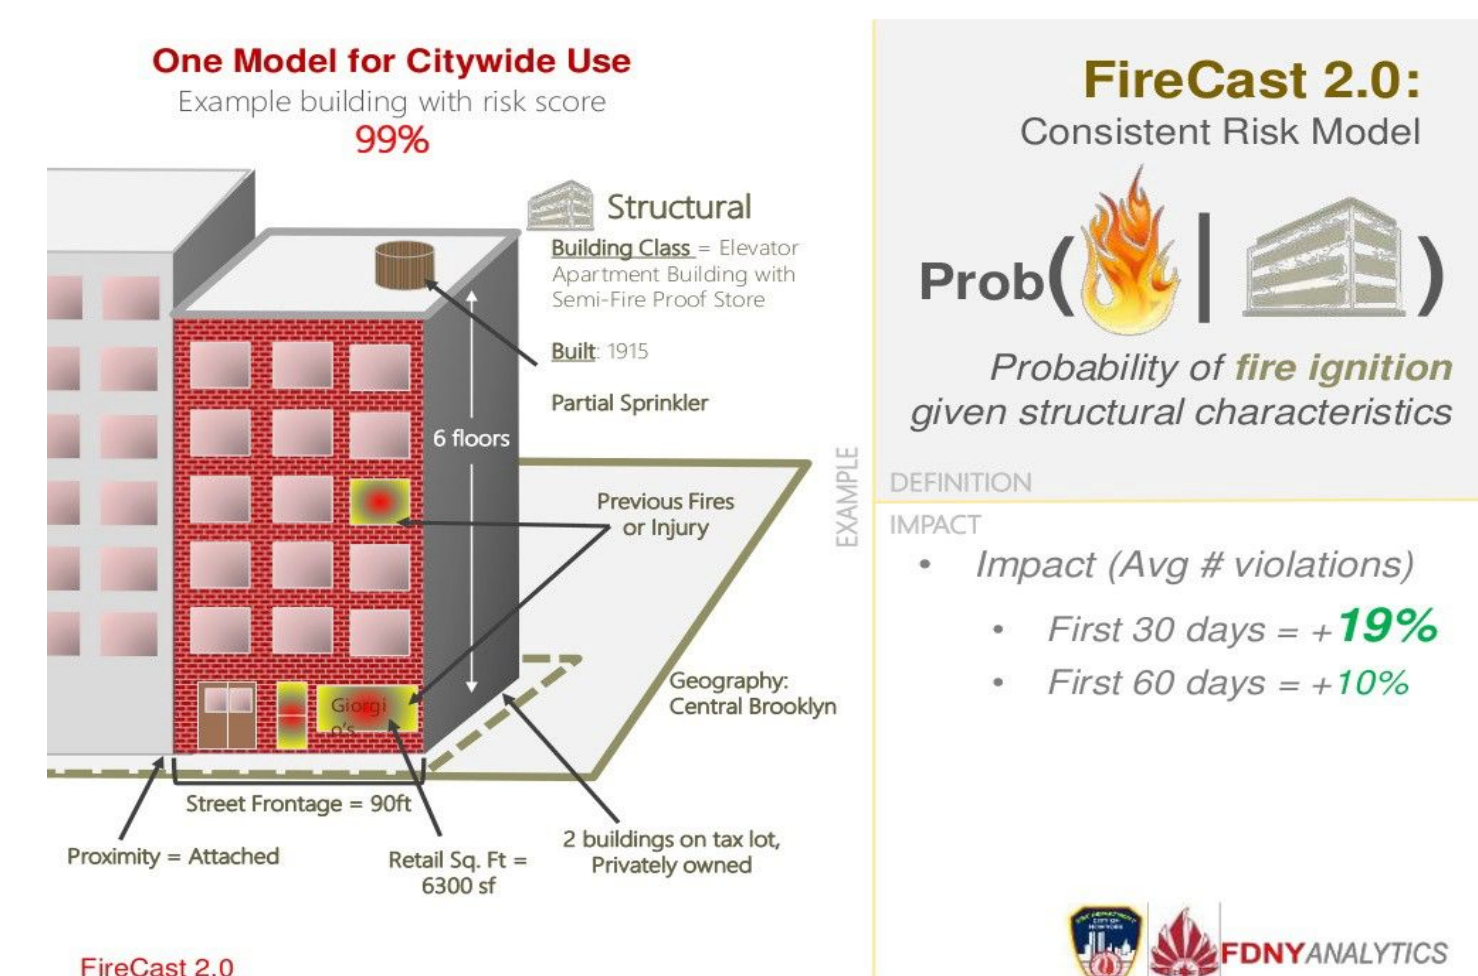 One Model for Citywide Use
Example building with risk score
99%
Structural
Building Class = Elevator
Apartment Building with
Semi-Fire Proof Store
Built: 1915
Partial Sprinkler
6 floors
Previous Fires
or Injury
Geography:
Central Brooklyn
Giorgi
o's
Street Frontage = 90ft
Proximity = Attached
Retail Sq. Ft =
6300 sf
2 buildings on tax lot,
Privately owned
FireCast 2.0
EXAMPLE
FireCast 2.0:
Consistent Risk Model
Prob( | )
Probability of fire ignition
given structural characteristics
DEFINITION
IMPACT
• Impact (Avg # violations)
• First 30 days = +19%
• First 60 days = +10%
FDNYANALYTICS